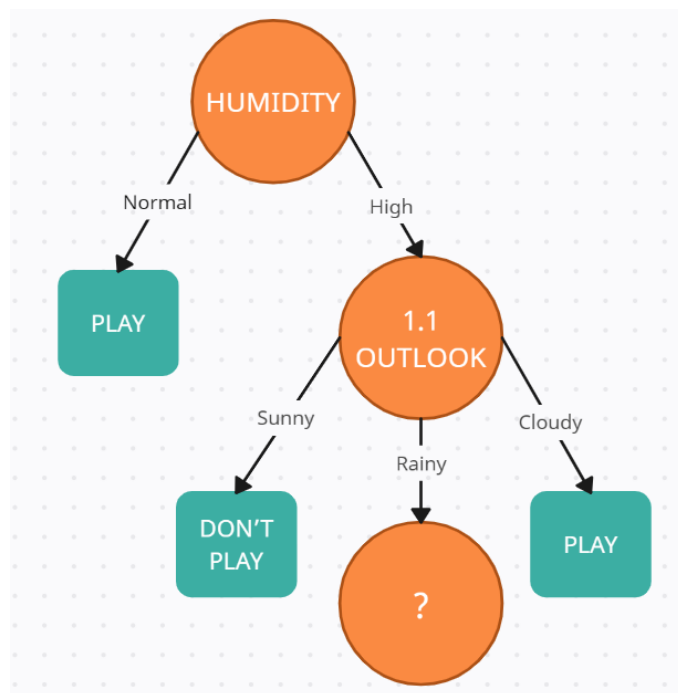 HUMIDITY
Normal
High
PLAY
1.1
OUTLOOK
Sunny
Rainy
Cloudy
DON'T
PLAY
?
PLAY